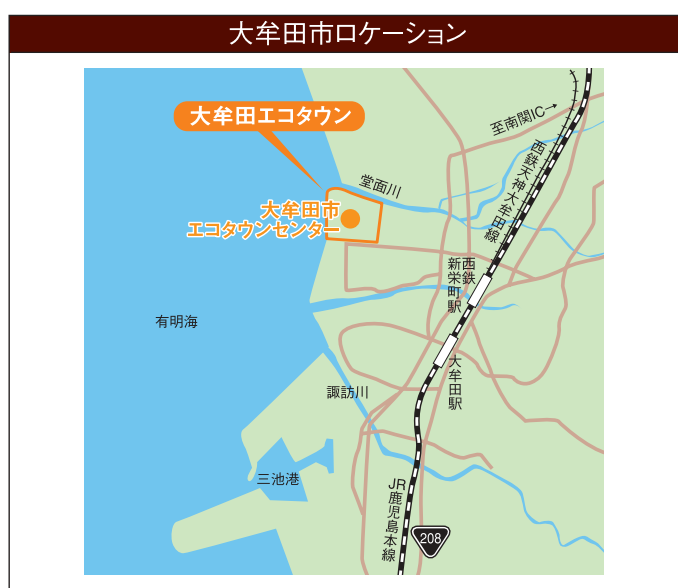 大牟田市ロケーション
大牟田エコタウン
至南関IC→
西鉄天神大牟田線
堂面川
大牟田市
エコタウンセンター
西鉄
新栄町駅
有明海
大牟田駅
諏訪川
三池港
JR鹿児島本線
208